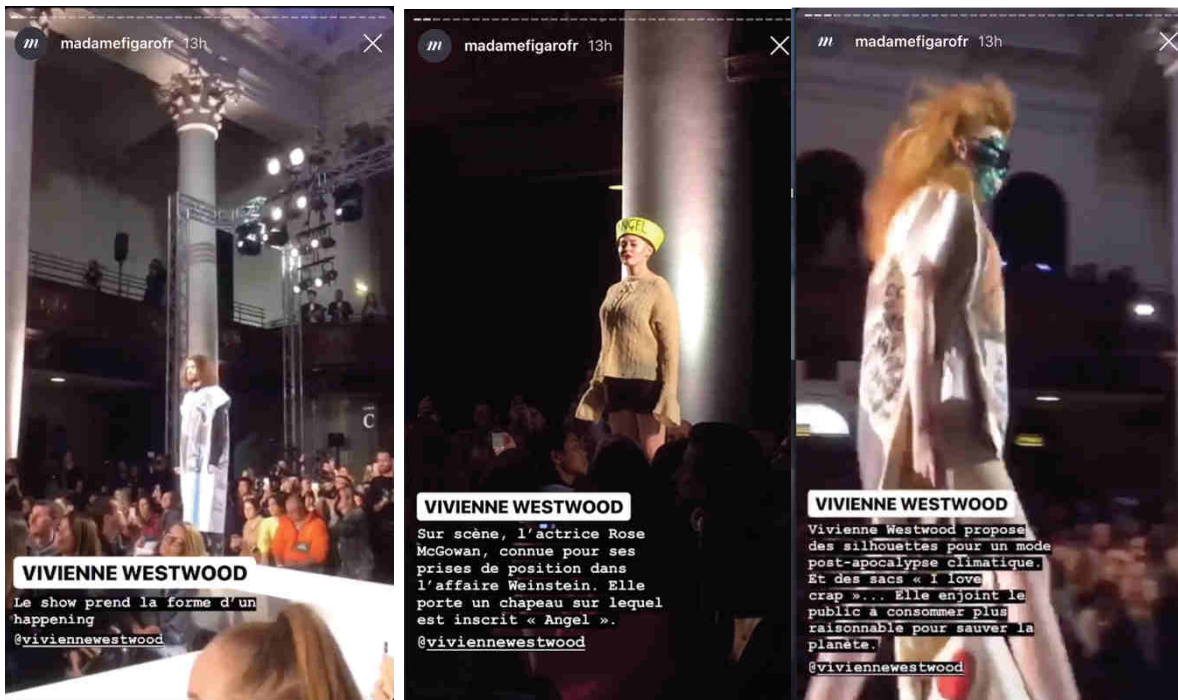 madamefigarofr 13h
VIVIENNE WESTWOOD
Le show prend la forme d'un
happening
@viviennewestwood
madamefigarofr 13h
ANGEL
VIVIENNE WESTWOOD
Sur scène, l'actrice Rose
McGowan, connue pour ses
prises de position dans
l'affaire Weinstein. Elle
porte un chapeau sur lequel
est inscrit « Angel ».
@viviennewestwood
madamefigarofr 13h
VIVIENNE WESTWOOD
Vivienne Westwood propose
des silhouettes pour un mode
post-apocalypse climatique.
Et des sacs « I love
crap »... Elle enjoint le
public a consommer plus
raisonnable pour sauver la
planète.
@viviennewestwood